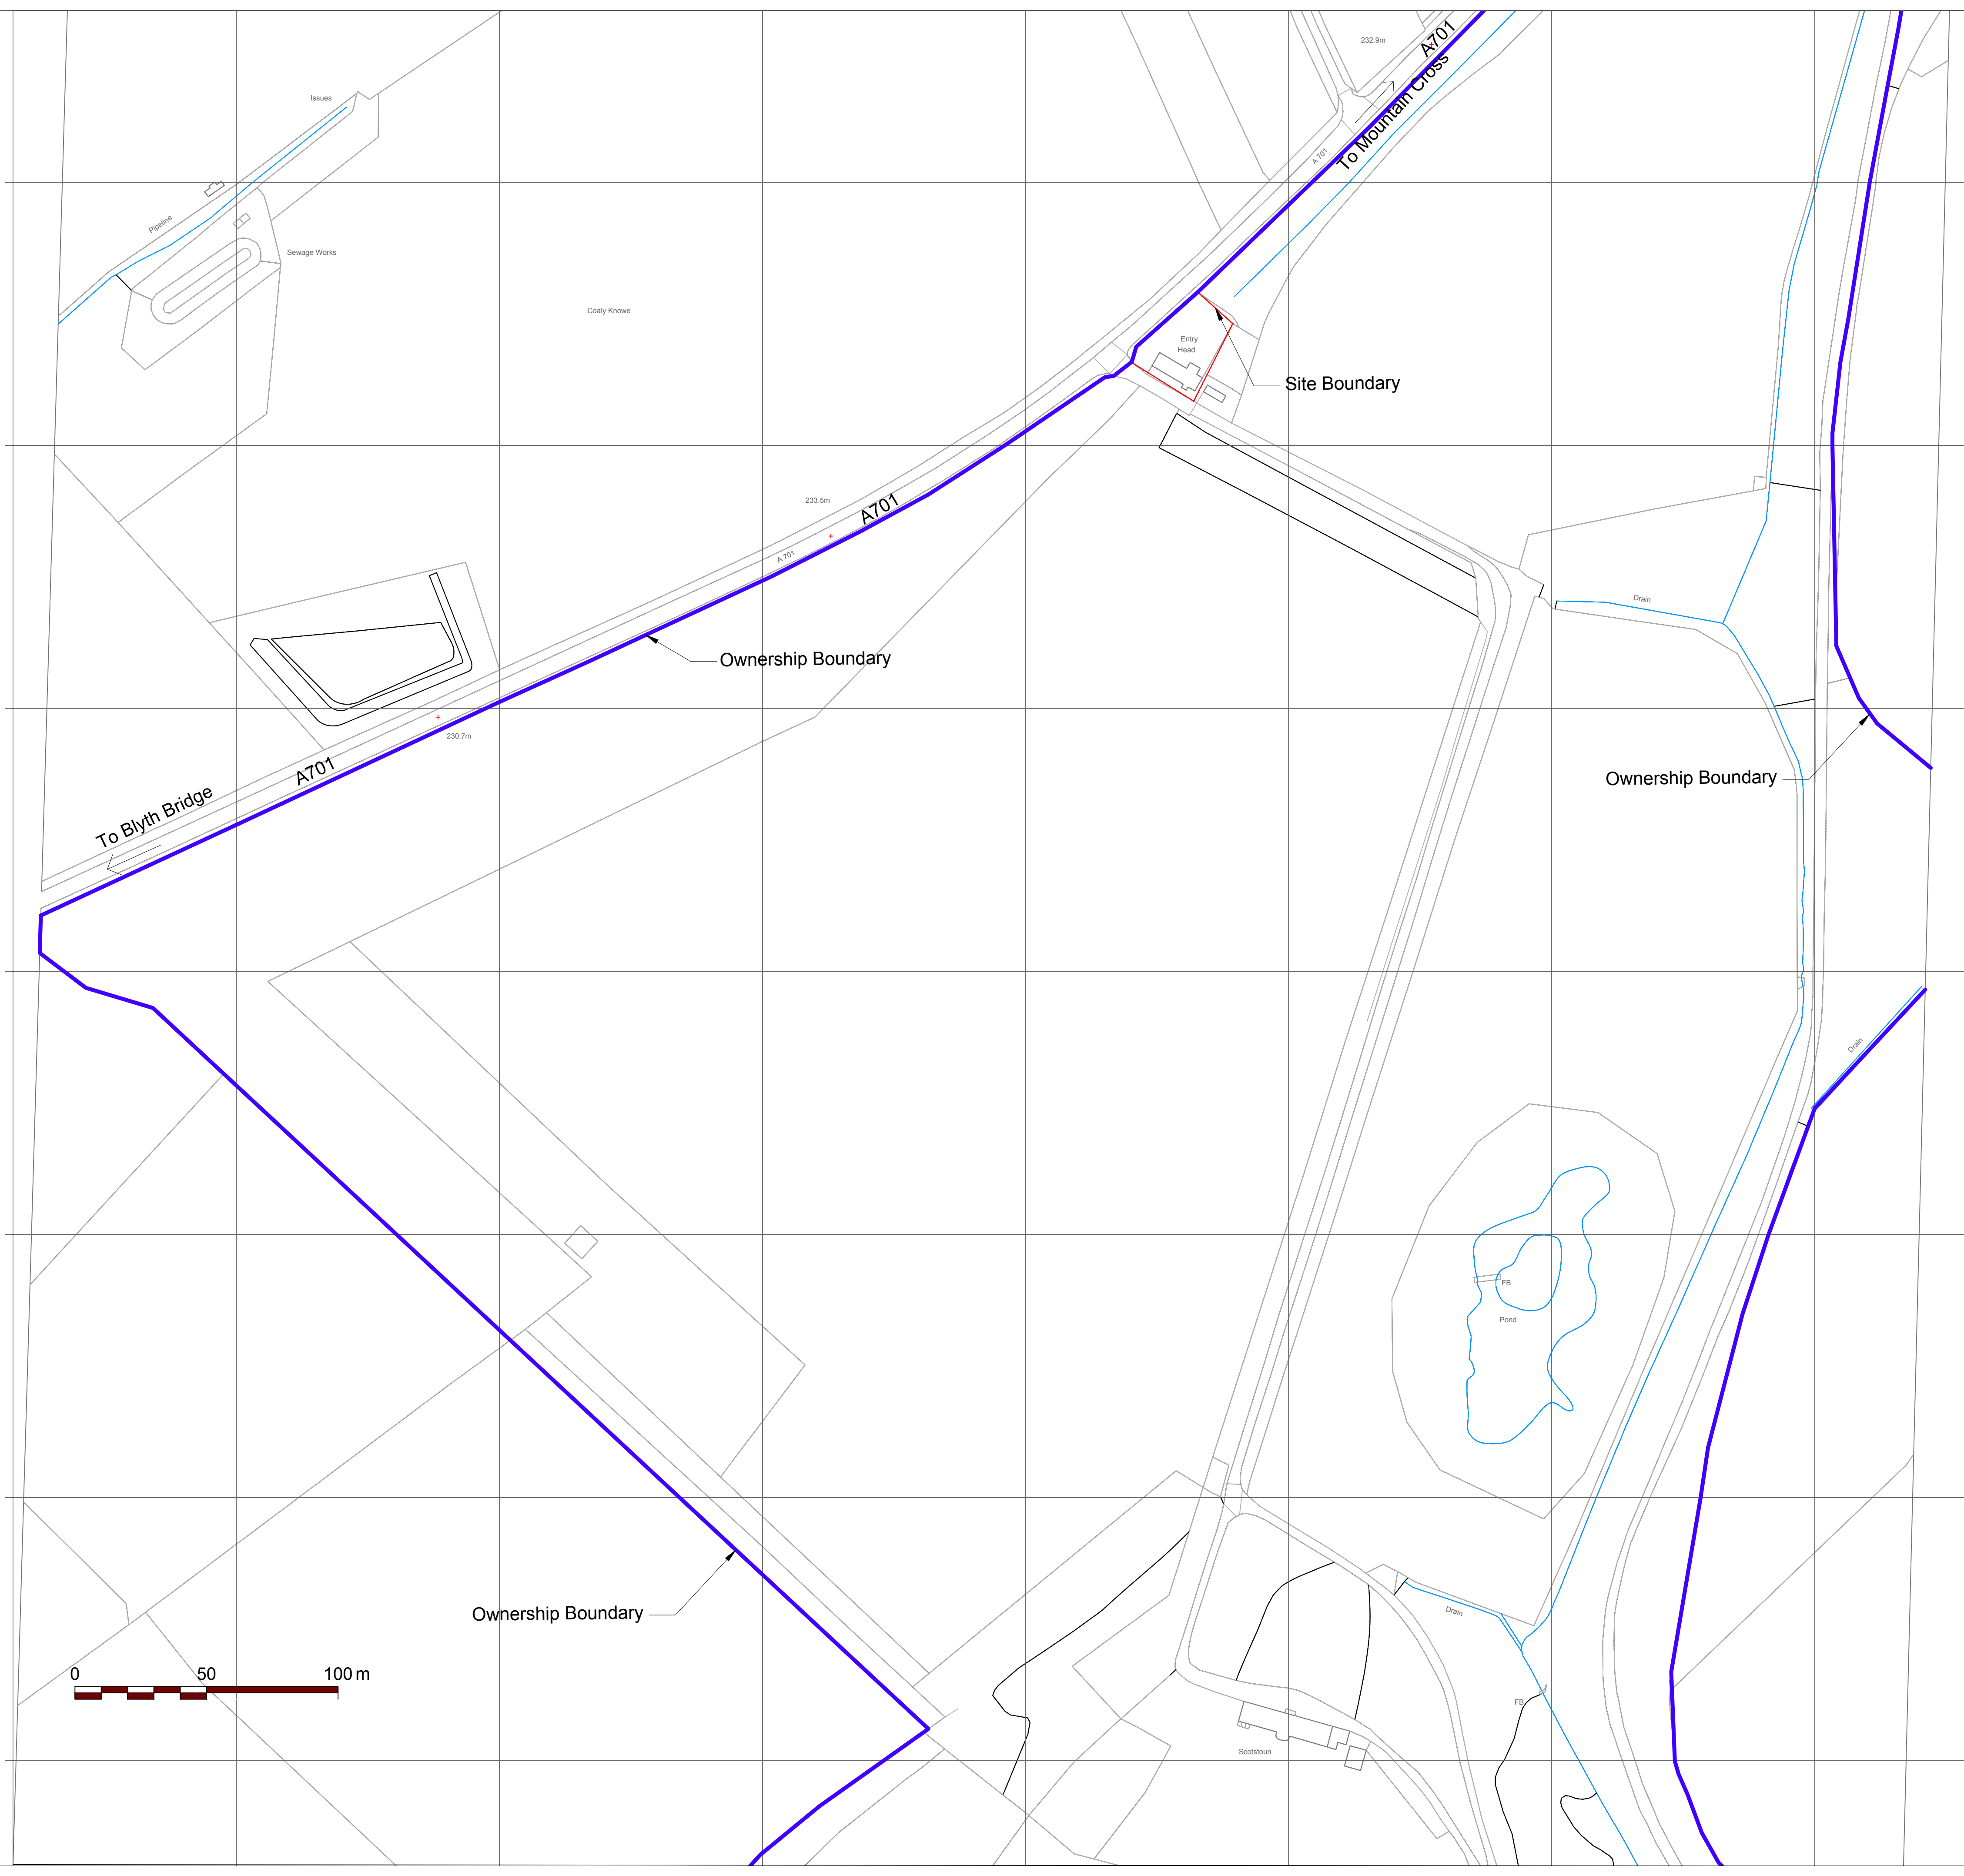 A701
232.9m
To Mountain Cross
Issues
A 701
Pipeline
Sewage Works
Coaly Knowe
Entry
Head
Site Boundary
233.5m
A701
A 701
Drain
Ownership Boundary
230.7m
A701
Ownership Boundary
To Blyth Bridge
Drain
FB
Pond
Ownership Boundary
Drain
0 50 100 m
FB
Scotstoun